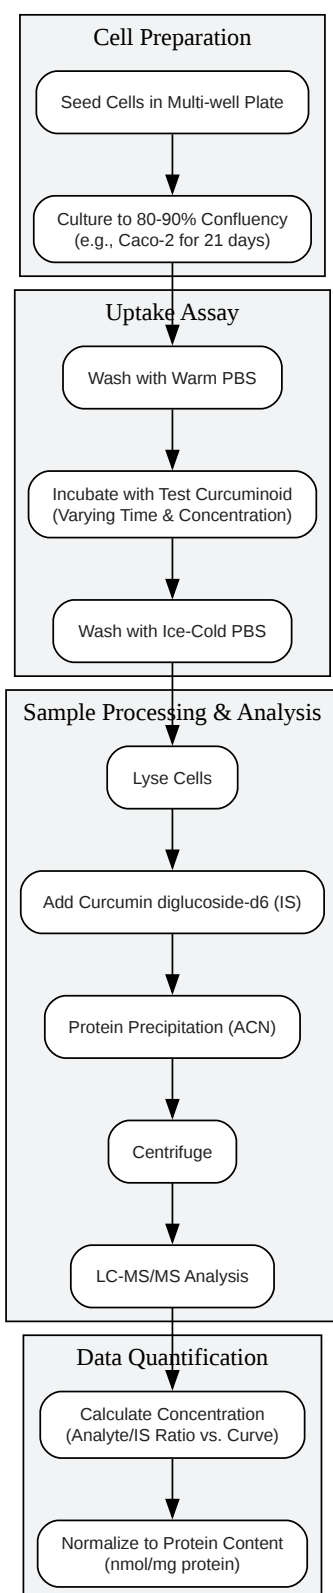 Cell Preparation
Seed Cells in Multi-well Plate
Culture to 80-90% Confluency
(e.g., Caco-2 for 21 days)
Uptake Assay
Wash with Warm PBS
Incubate with Test Curcuminoid
(Varying Time & Concentration)
Wash with Ice-Cold PBS
Sample Processing & Analysis
Lyse Cells
Add Curcumin diglucoside-d6 (IS)
Protein Precipitation (ACN)
Centrifuge
LC-MS/MS Analysis
Data Quantification
Calculate Concentration
(Analyte/IS Ratio vs. Curve)
Normalize to Protein Content
(nmol/mg protein)